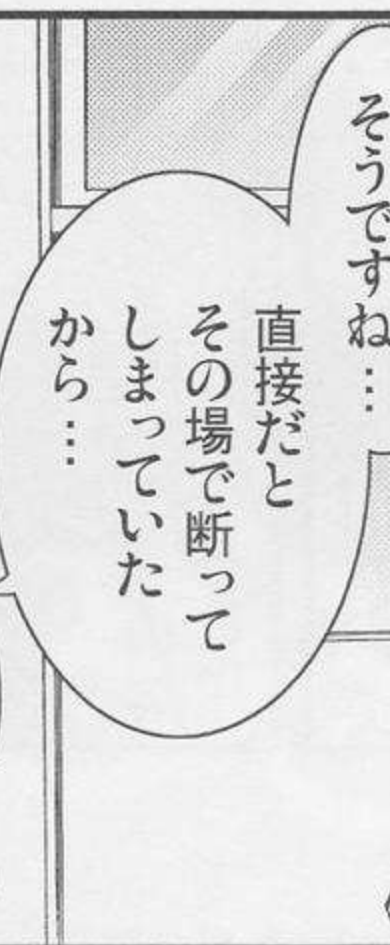 そうですね…
直接だと
その場で断って
しまっていた
から…